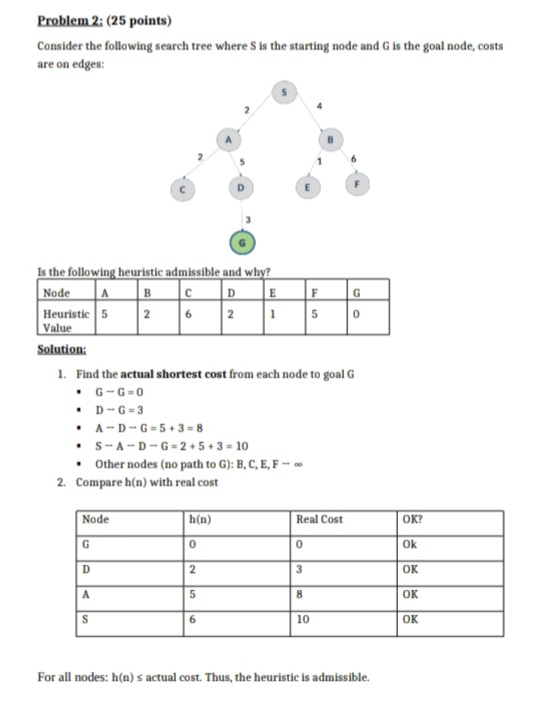 Problem 2: (25 points)
Consider the following search tree where S is the starting node and G is the goal node, costs
are on edges:
S
2 4
A B
2 5 1 6
C D E F
3
G
Is the following heuristic admissible and why?
Node A B C D E F G
Heuristic Value 5 2 6 2 1 5 0
Solution:
1. Find the actual shortest cost from each node to goal G
▪ G – G = 0
▪ D – G = 3
▪ A – D – G = 5 + 3 = 8
▪ S – A – D – G = 2 + 5 + 3 = 10
▪ Other nodes (no path to G): B, C, E, F – ∞
2. Compare h(n) with real cost
Node h(n) Real Cost OK?
G 0 0 Ok
D 2 3 OK
A 5 8 OK
S 6 10 OK
For all nodes: h(n) ≤ actual cost. Thus, the heuristic is admissible.